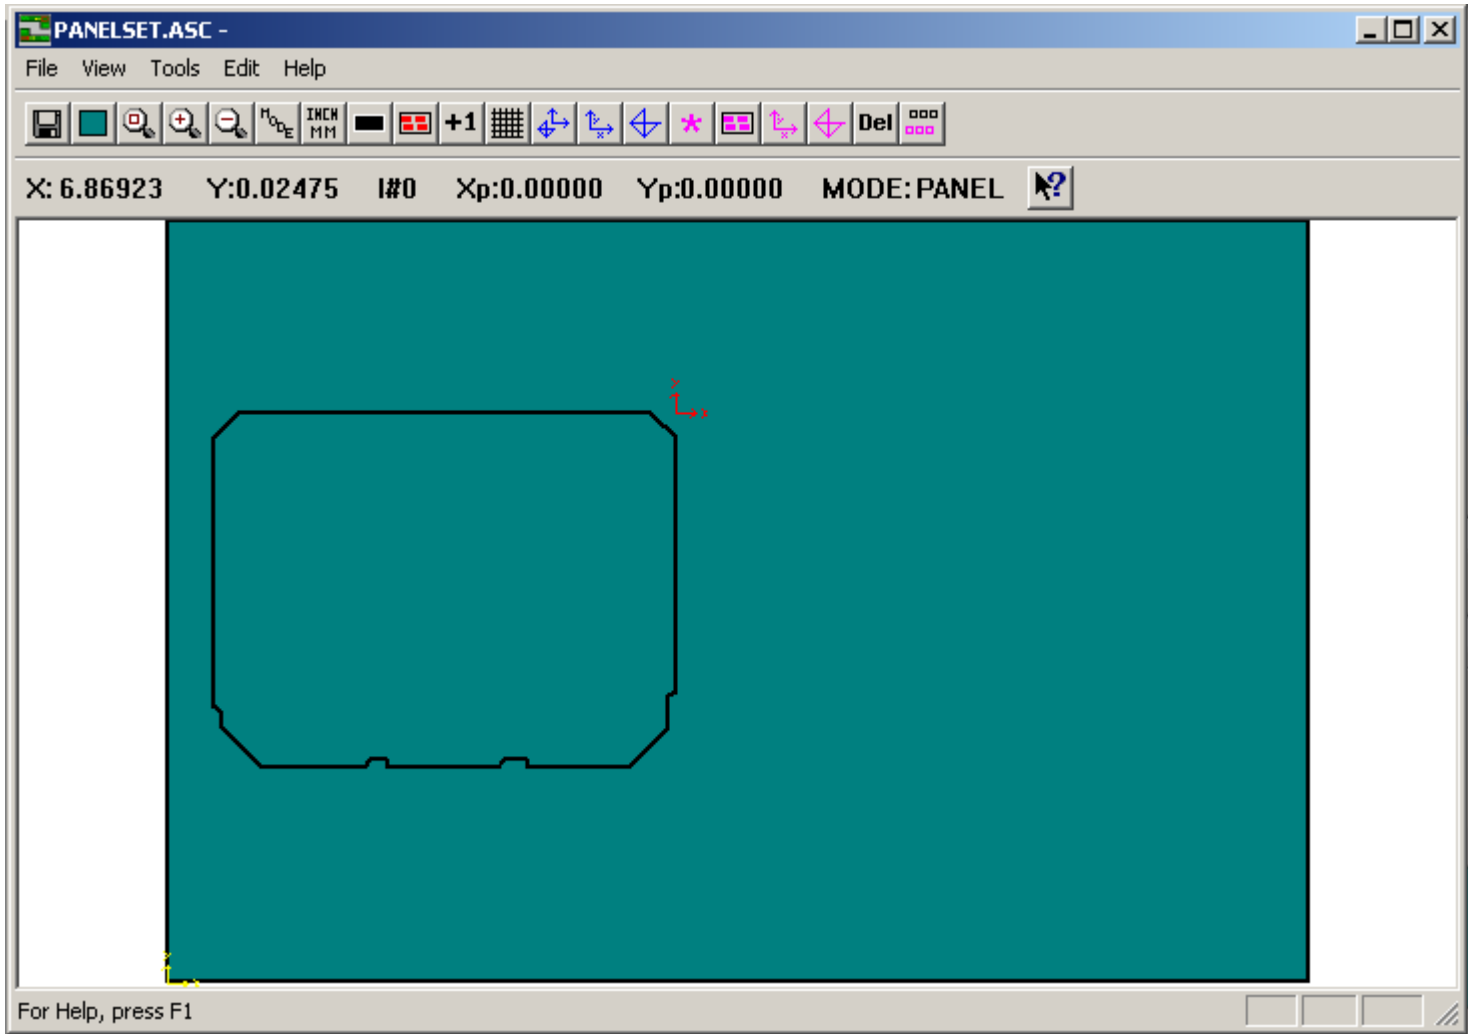 PANELSET.ASC -
File View Tools Edit Help
MODE INCH MM +1 Del
X: 6.86923 Y:0.02475 I#0 Xp:0.00000 Yp:0.00000 MODE: PANEL
Y
X
Y
X
For Help, press F1